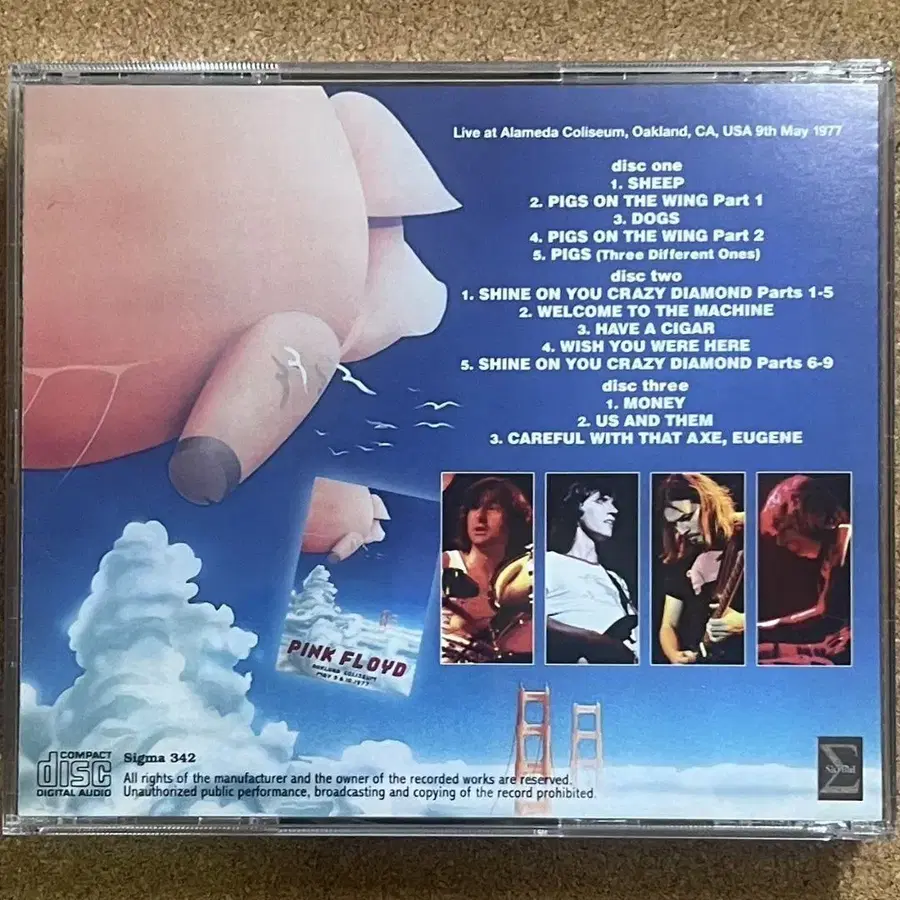 Live at Alameda Coliseum, Oakland, CA, USA 9th May 1977
disc one
1. SHEEP
2. PIGS ON THE WING Part 1
3. DOGS
4. PIGS ON THE WING Part 2
5. PIGS (Three Different Ones)
disc two
1. SHINE ON YOU CRAZY DIAMOND Parts 1-5
2. WELCOME TO THE MACHINE
3. HAVE A CIGAR
4. WISH YOU WERE HERE
5. SHINE ON YOU CRAZY DIAMOND Parts 6-9
disc three
1. MONEY
2. US AND THEM
3. CAREFUL WITH THAT AXE, EUGENE
PINK FLOYD
OAKLAND COLISEUM
MAY 9 & 10, 1977
COMPACT
disc
DIGITAL AUDIO
Sigma 342
All rights of the manufacturer and the owner of the recorded works are reserved.
Unauthorized public performance, broadcasting and copying of the record prohibited.
Σ